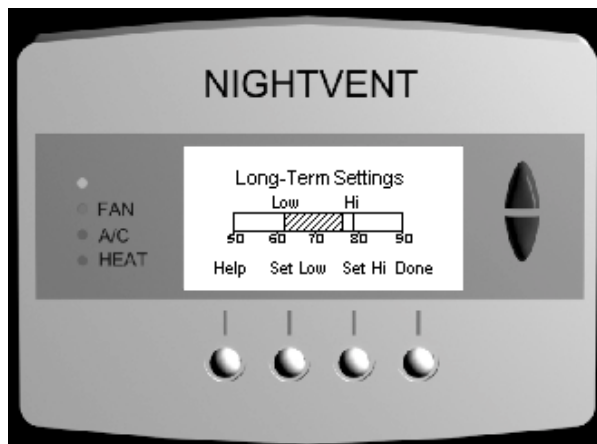 NIGHTVENT
FAN
A/C
HEAT
Long-Term Settings
Low Hi
50 60 70 80 90
Help Set Low Set Hi Done